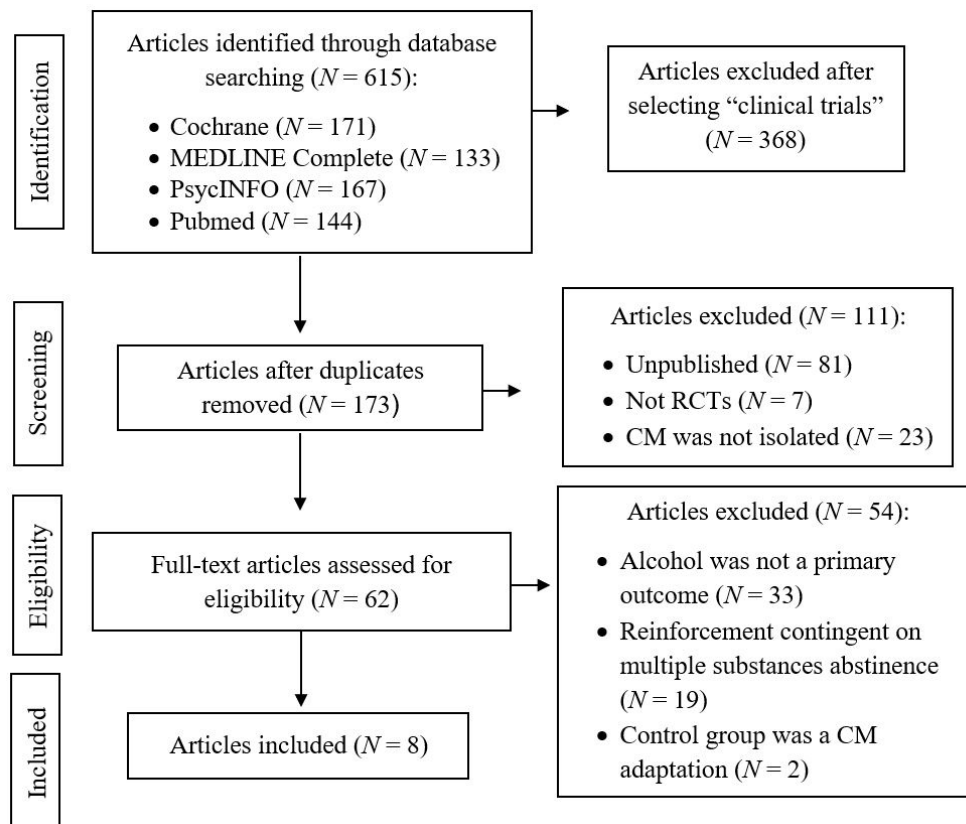 Identification
Articles identified through database
searching (N = 615):
• Cochrane (N = 171)
• MEDLINE Complete (N = 133)
• PsycINFO (N = 167)
• Pubmed (N = 144)
Articles excluded after
selecting “clinical trials”
(N = 368)
Screening
Articles after duplicates
removed (N = 173)
Articles excluded (N = 111):
• Unpublished (N = 81)
• Not RCTs (N = 7)
• CM was not isolated (N = 23)
Eligibility
Full-text articles assessed for
eligibility (N = 62)
Articles excluded (N = 54):
• Alcohol was not a primary
outcome (N = 33)
• Reinforcement contingent on
multiple substances abstinence
(N = 19)
• Control group was a CM
adaptation (N = 2)
Included
Articles included (N = 8)